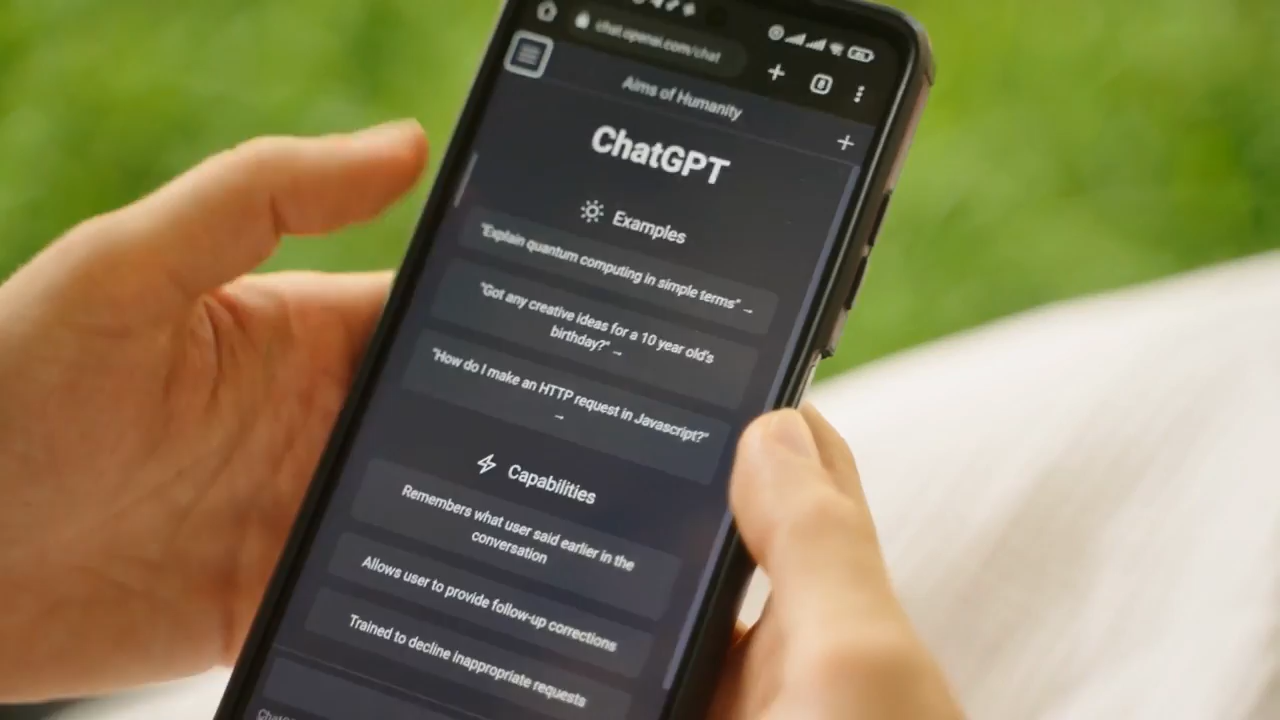 chat.openai.com/chat
Aims of Humanity
ChatGPT
Examples
"Explain quantum computing in simple terms" →
"Got any creative ideas for a 10 year old's
birthday?" →
"How do I make an HTTP request in Javascript?"
→
Capabilities
Remembers what user said earlier in the
conversation
Allows user to provide follow-up corrections
Trained to decline inappropriate requests